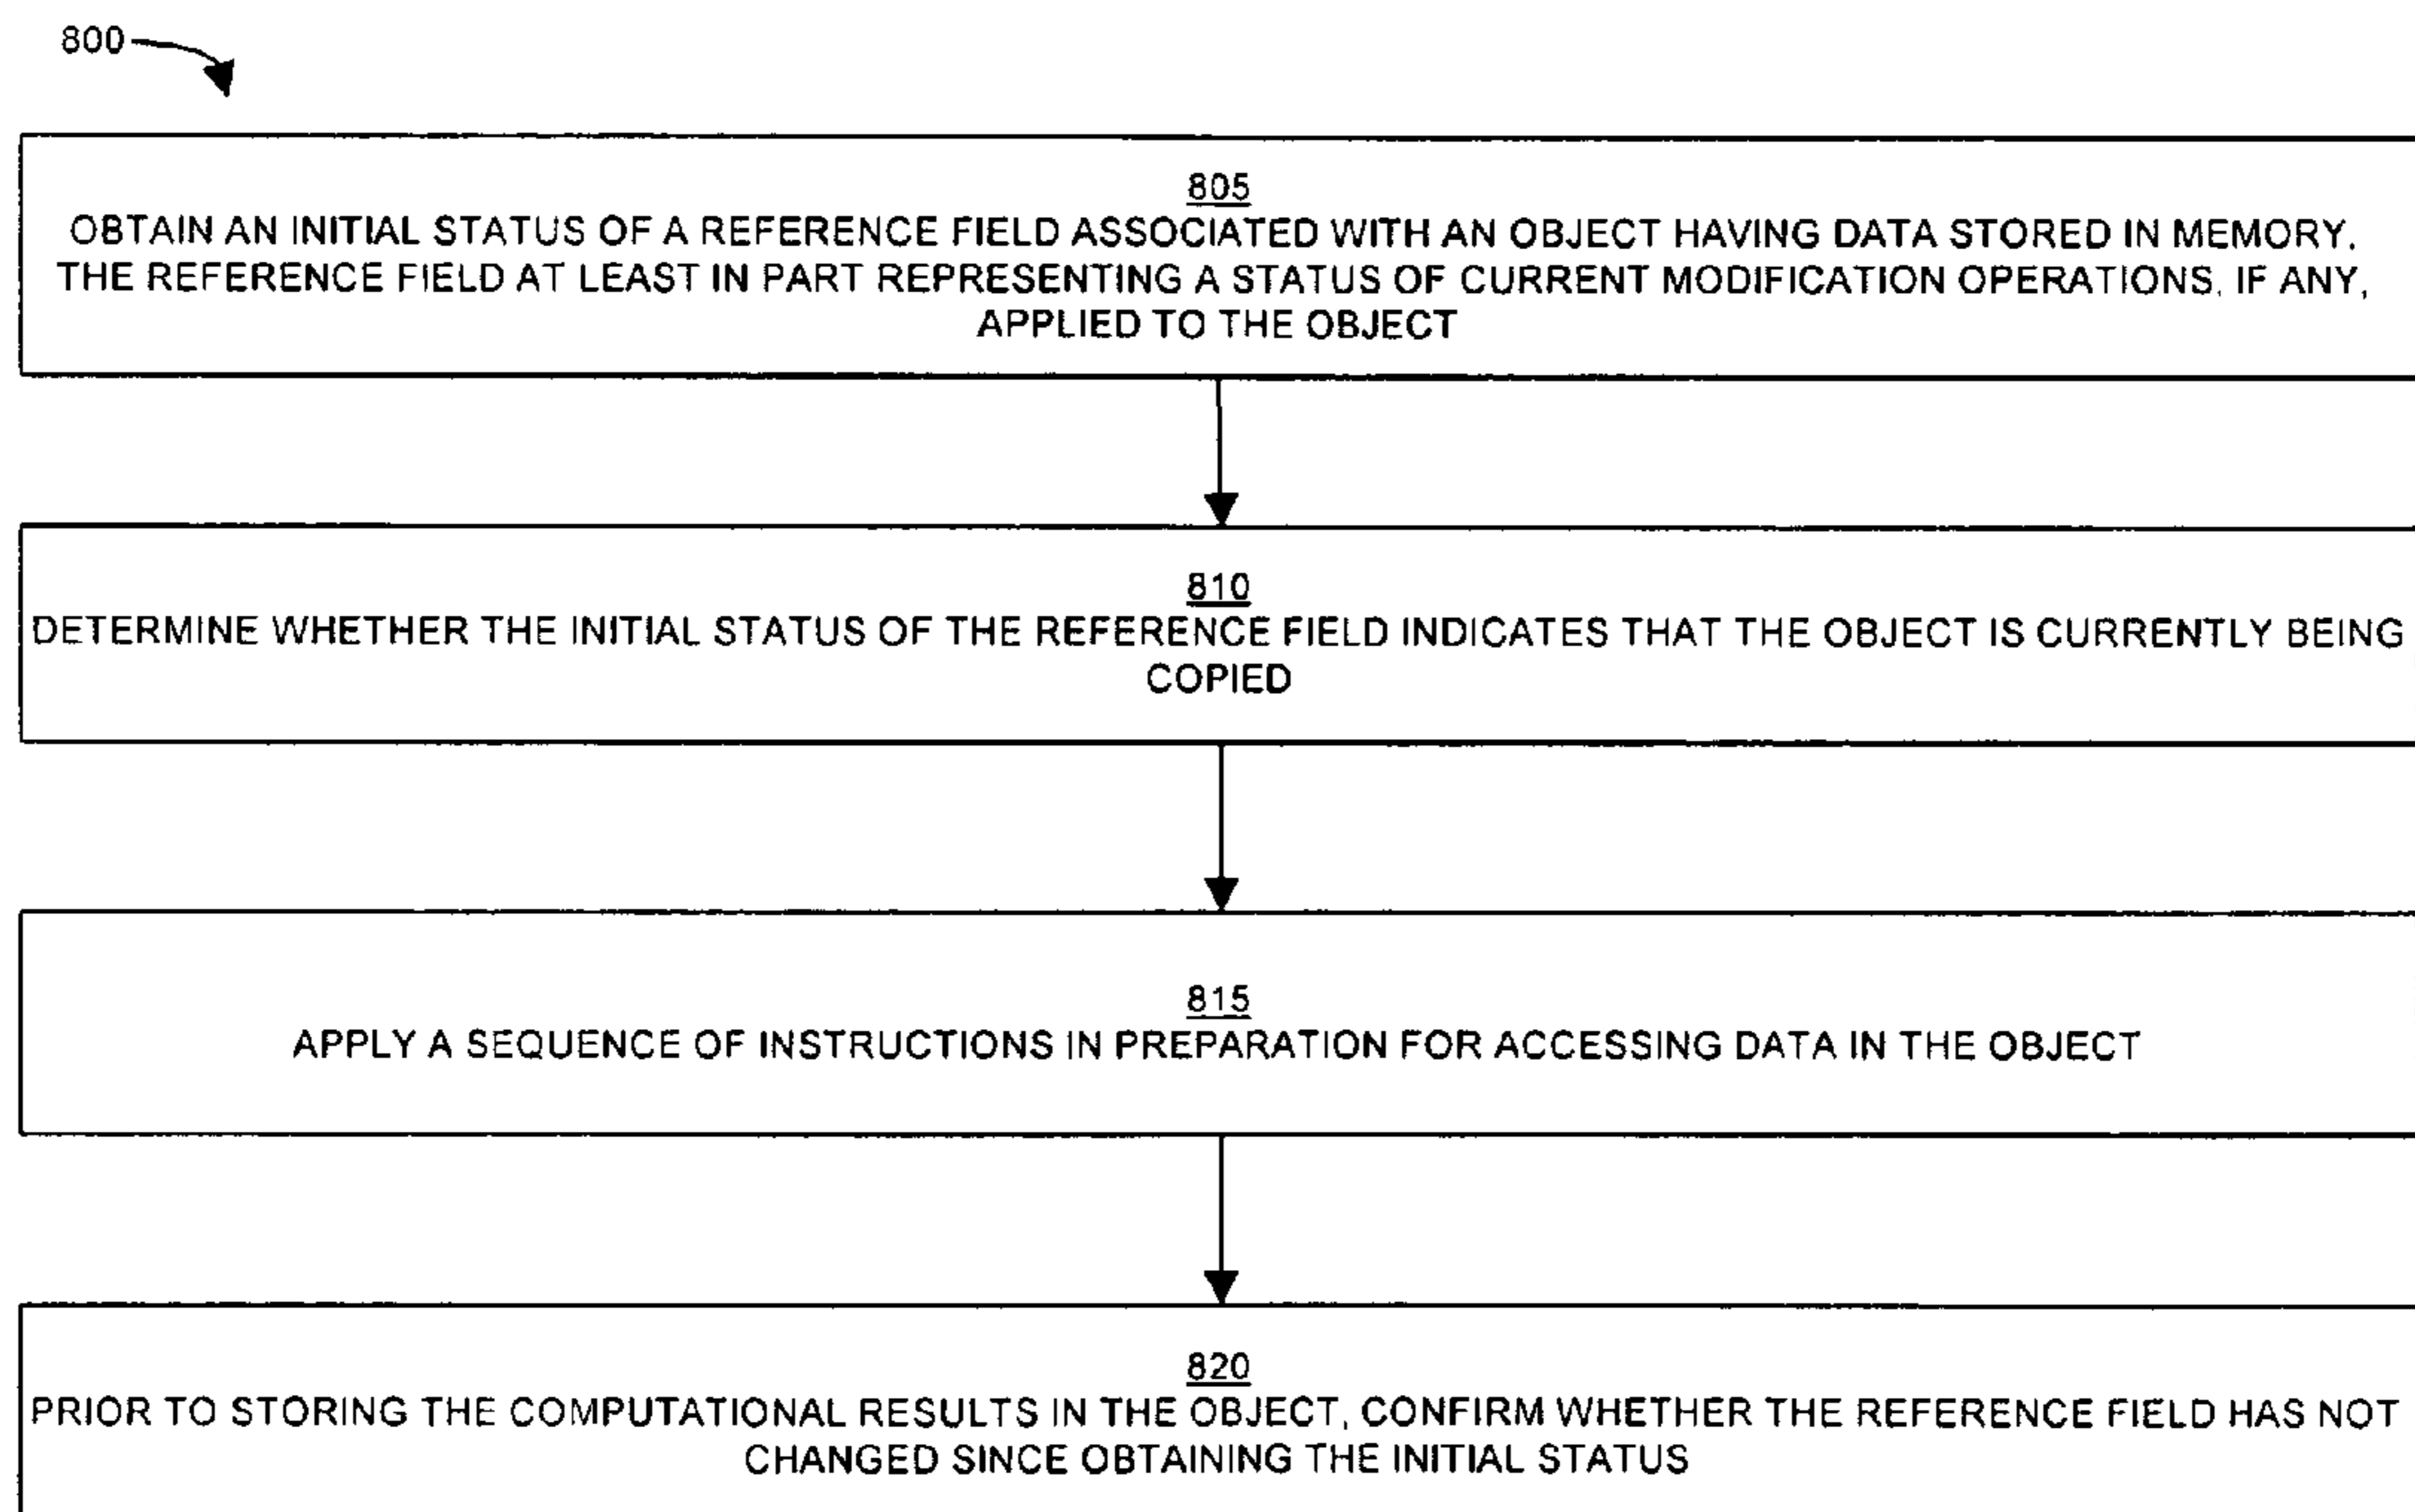 800
805
OBTAIN AN INITIAL STATUS OF A REFERENCE FIELD ASSOCIATED WITH AN OBJECT HAVING DATA STORED IN MEMORY,
THE REFERENCE FIELD AT LEAST IN PART REPRESENTING A STATUS OF CURRENT MODIFICATION OPERATIONS, IF ANY,
APPLIED TO THE OBJECT
810
DETERMINE WHETHER THE INITIAL STATUS OF THE REFERENCE FIELD INDICATES THAT THE OBJECT IS CURRENTLY BEING
COPIED
815
APPLY A SEQUENCE OF INSTRUCTIONS IN PREPARATION FOR ACCESSING DATA IN THE OBJECT
820
PRIOR TO STORING THE COMPUTATIONAL RESULTS IN THE OBJECT, CONFIRM WHETHER THE REFERENCE FIELD HAS NOT
CHANGED SINCE OBTAINING THE INITIAL STATUS